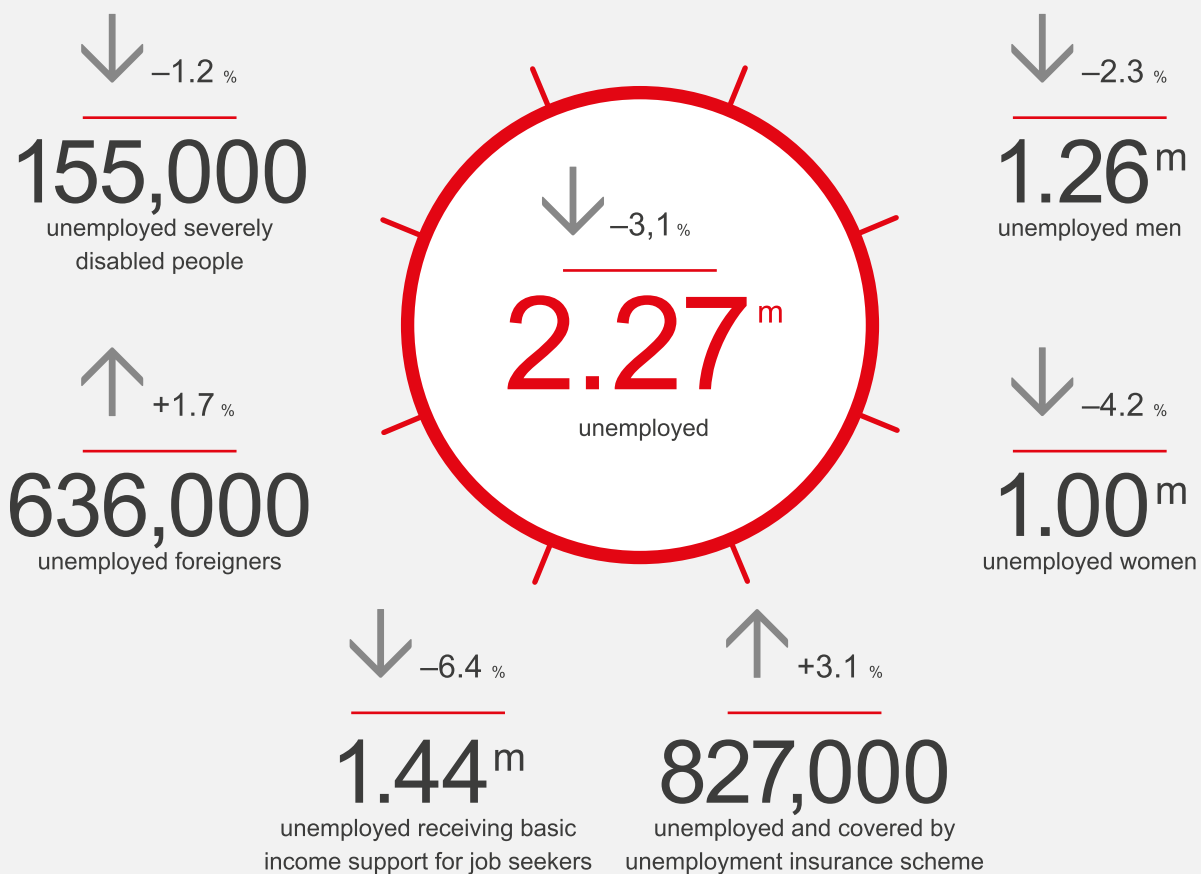 –1.2 %
155,000
unemployed severely
disabled people
+1.7 %
636,000
unemployed foreigners
–3,1 %
2.27 m
unemployed
–2.3 %
1.26 m
unemployed men
–4.2 %
1.00 m
unemployed women
–6.4 %
1.44 m
unemployed receiving basic
income support for job seekers
+3.1 %
827,000
unemployed and covered by
unemployment insurance scheme